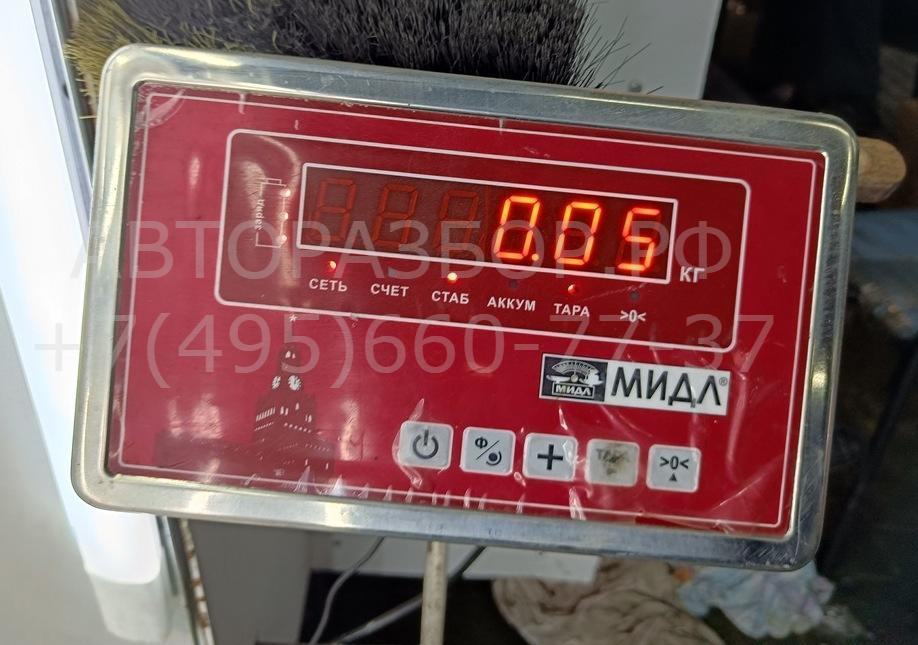 заряд
0.05
КГ
СЕТЬ СЧЕТ СТАБ АККУМ ТАРА >0<
АВТОРАЗБОР.РФ
+7(495)660-77-37
МИДЛ МИДЛ®
Ф/ + ТАРА >0<